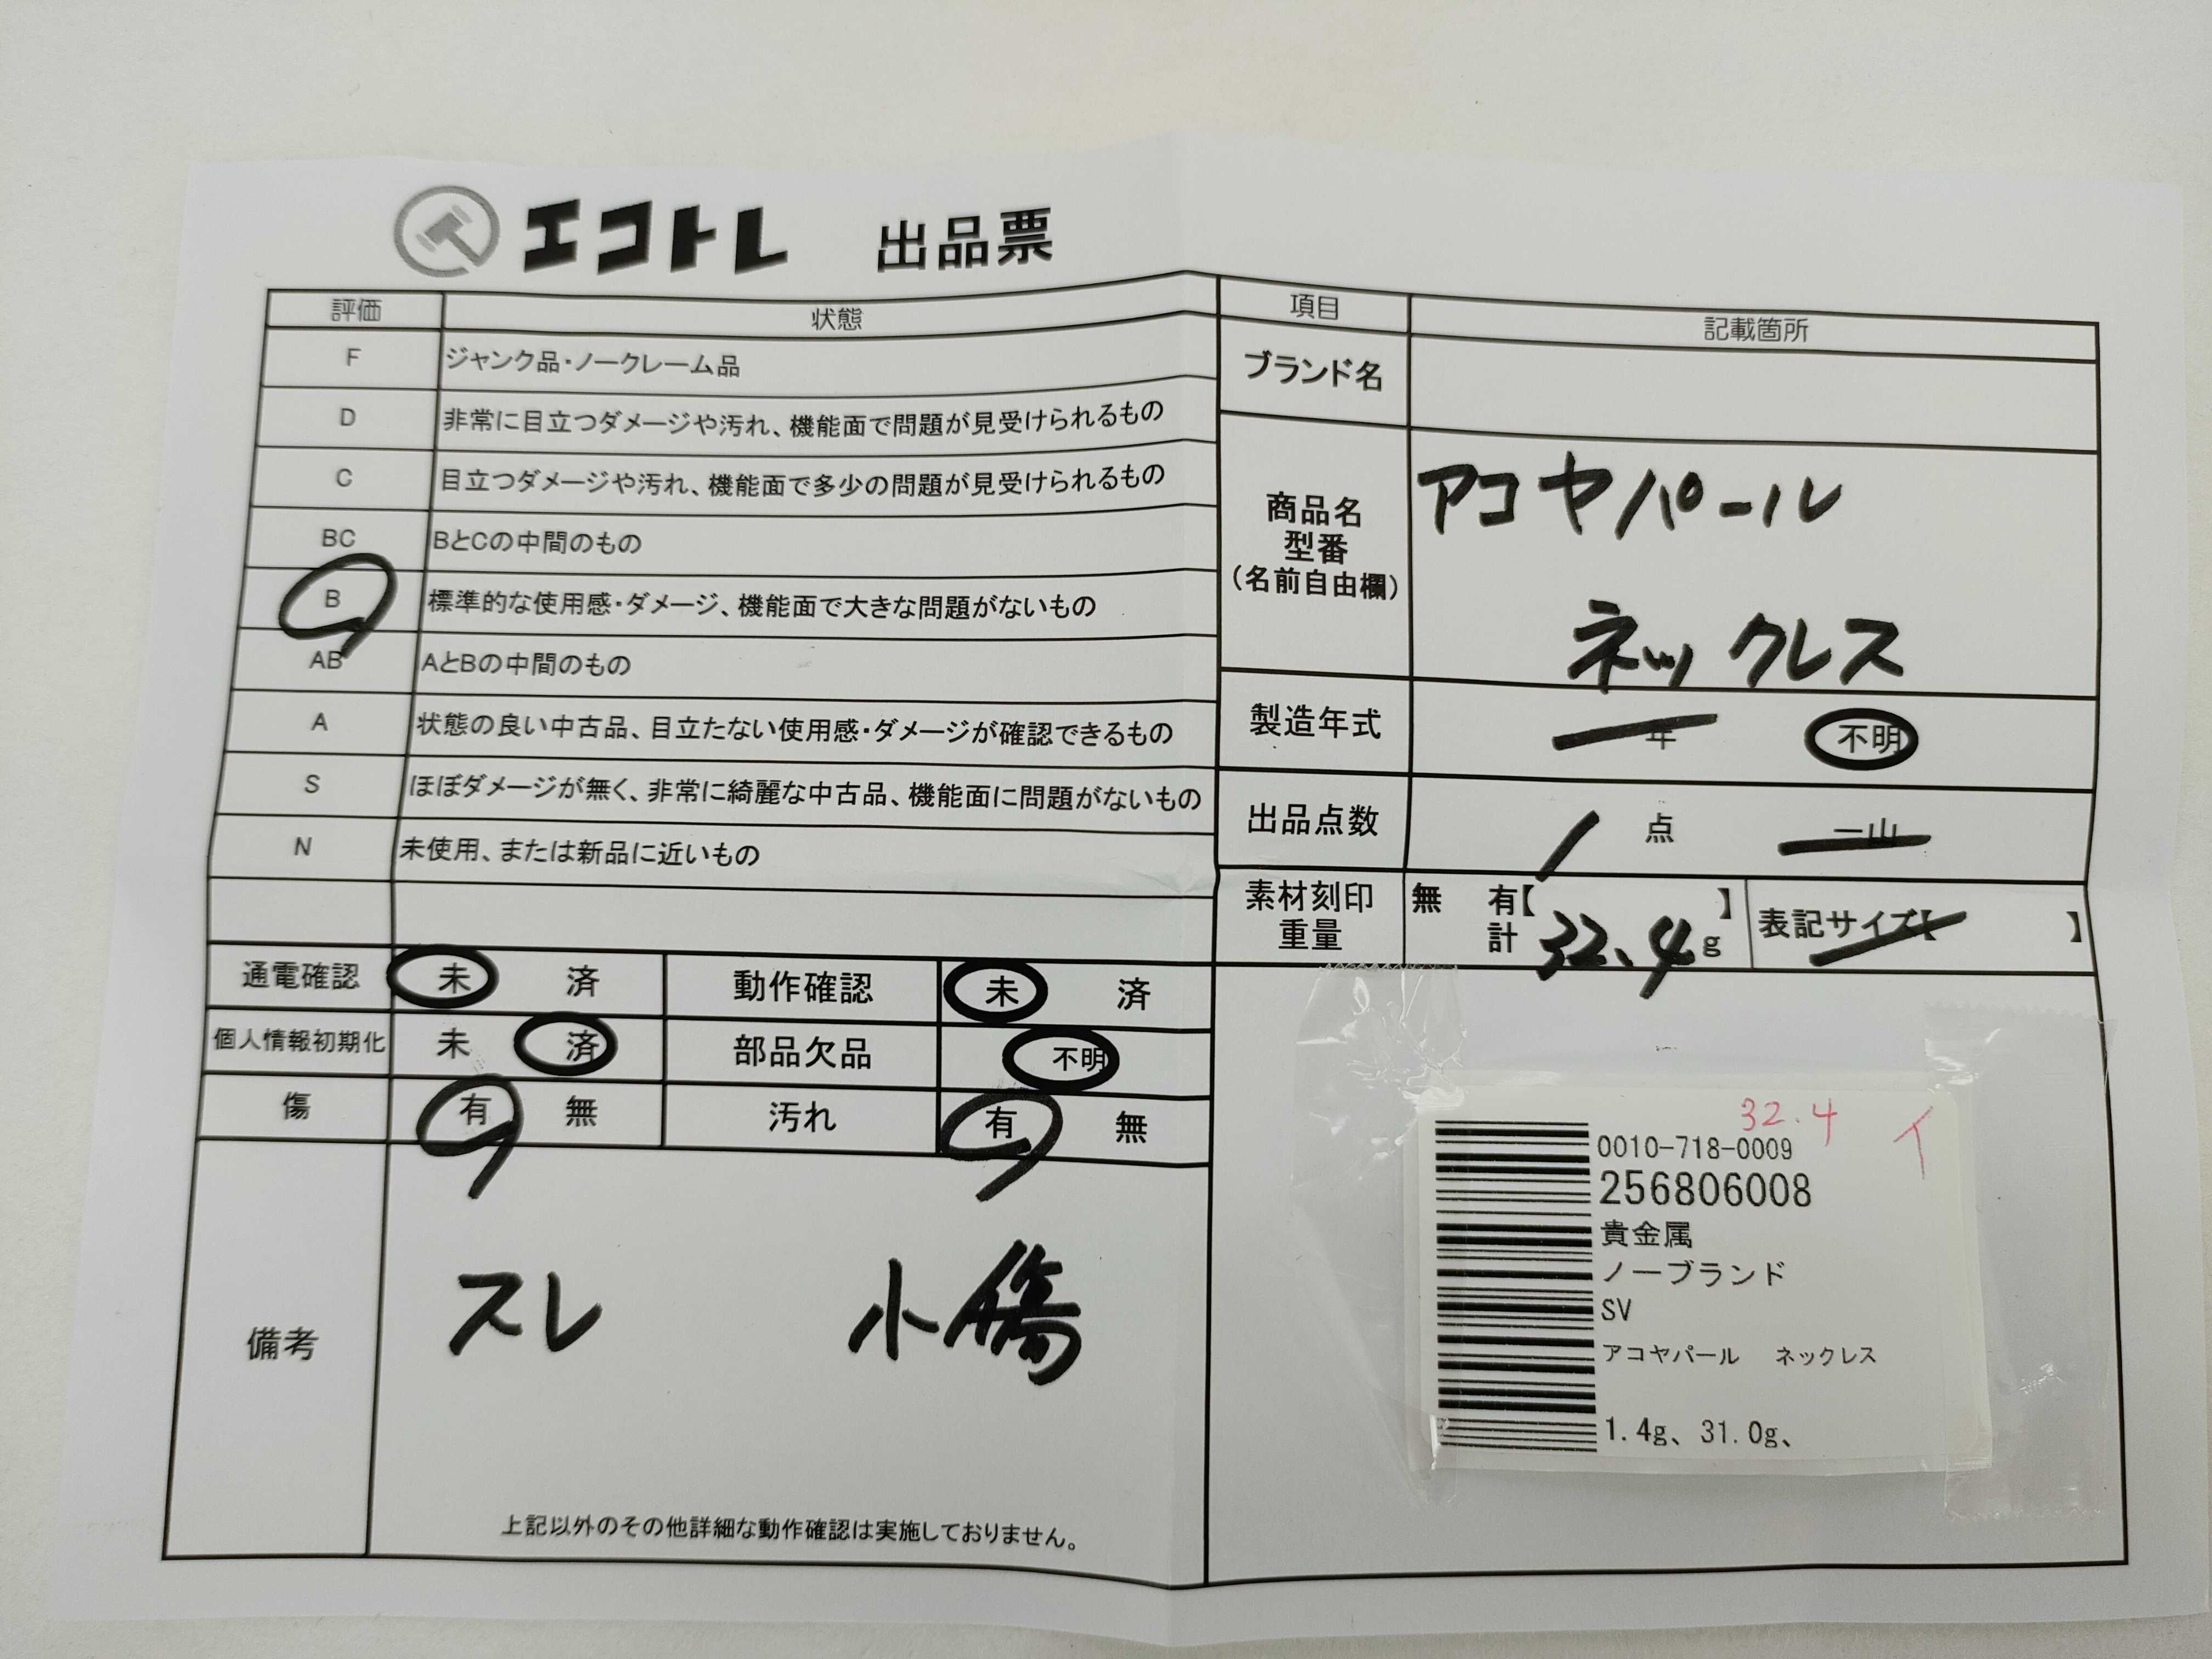 エコトレ 出品票
評価 状態
F ジャンク品・ノークレーム品
D 非常に目立つダメージや汚れ、機能面で問題が見受けられるもの
C 目立つダメージや汚れ、機能面で多少の問題が見受けられるもの
BC BとCの中間のもの
B 標準的な使用感・ダメージ、機能面で大きな問題がないもの
AB AとBの中間のもの
A 状態の良い中古品、目立たない使用感・ダメージが確認できるもの
S ほぼダメージが無く、非常に綺麗な中古品、機能面に問題がないもの
N 未使用、または新品に近いもの
通電確認 未 済 動作確認 未 済
個人情報初期化 未 済 部品欠品 不明
傷 有 無 汚れ 有 無
備考
スレ 小傷
上記以外のその他詳細な動作確認は実施しておりません。
項目 記載箇所
ブランド名
商品名
型番
(名前自由欄)
アコヤパール
ネックレス
製造年式 年 不明
出品点数 1 点 一山
素材刻印 無 有【 】
重量 計 32.4 g
表記サイズ【 】
32.4 イ
0010-718-0009
256806008
貴金属
ノーブランド
SV
アコヤパール ネックレス
1.4g、31.0g、